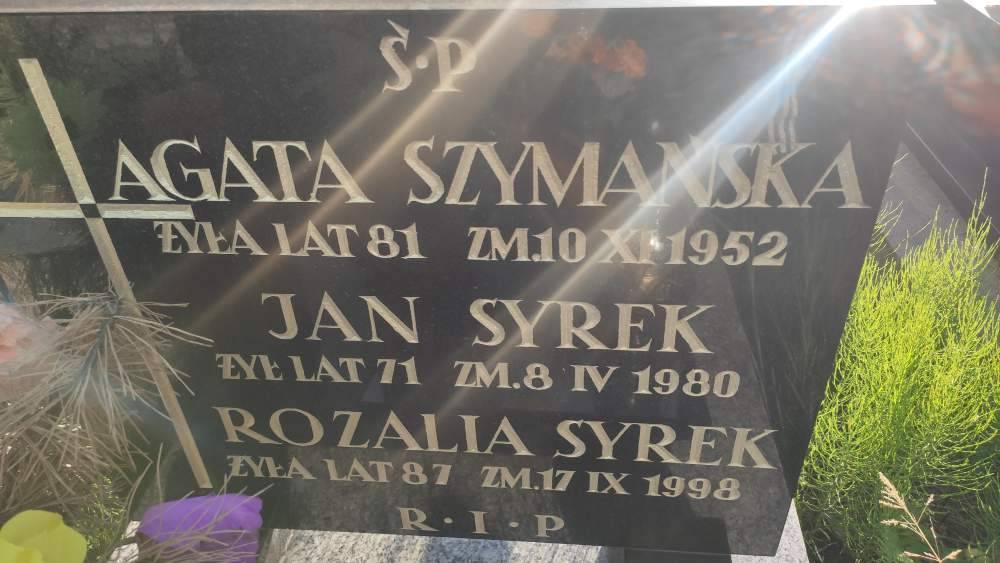 Ś·P
AGATA SZYMAŃSKA
ŻYŁA LAT 81 ZM.10 XI 1952
JAN SYREK
ŻYŁ LAT 71 ZM.8 IV 1980
ROZALIA SYREK
ŻYŁA LAT 87 ZM.17 IX 1998
R·I·P